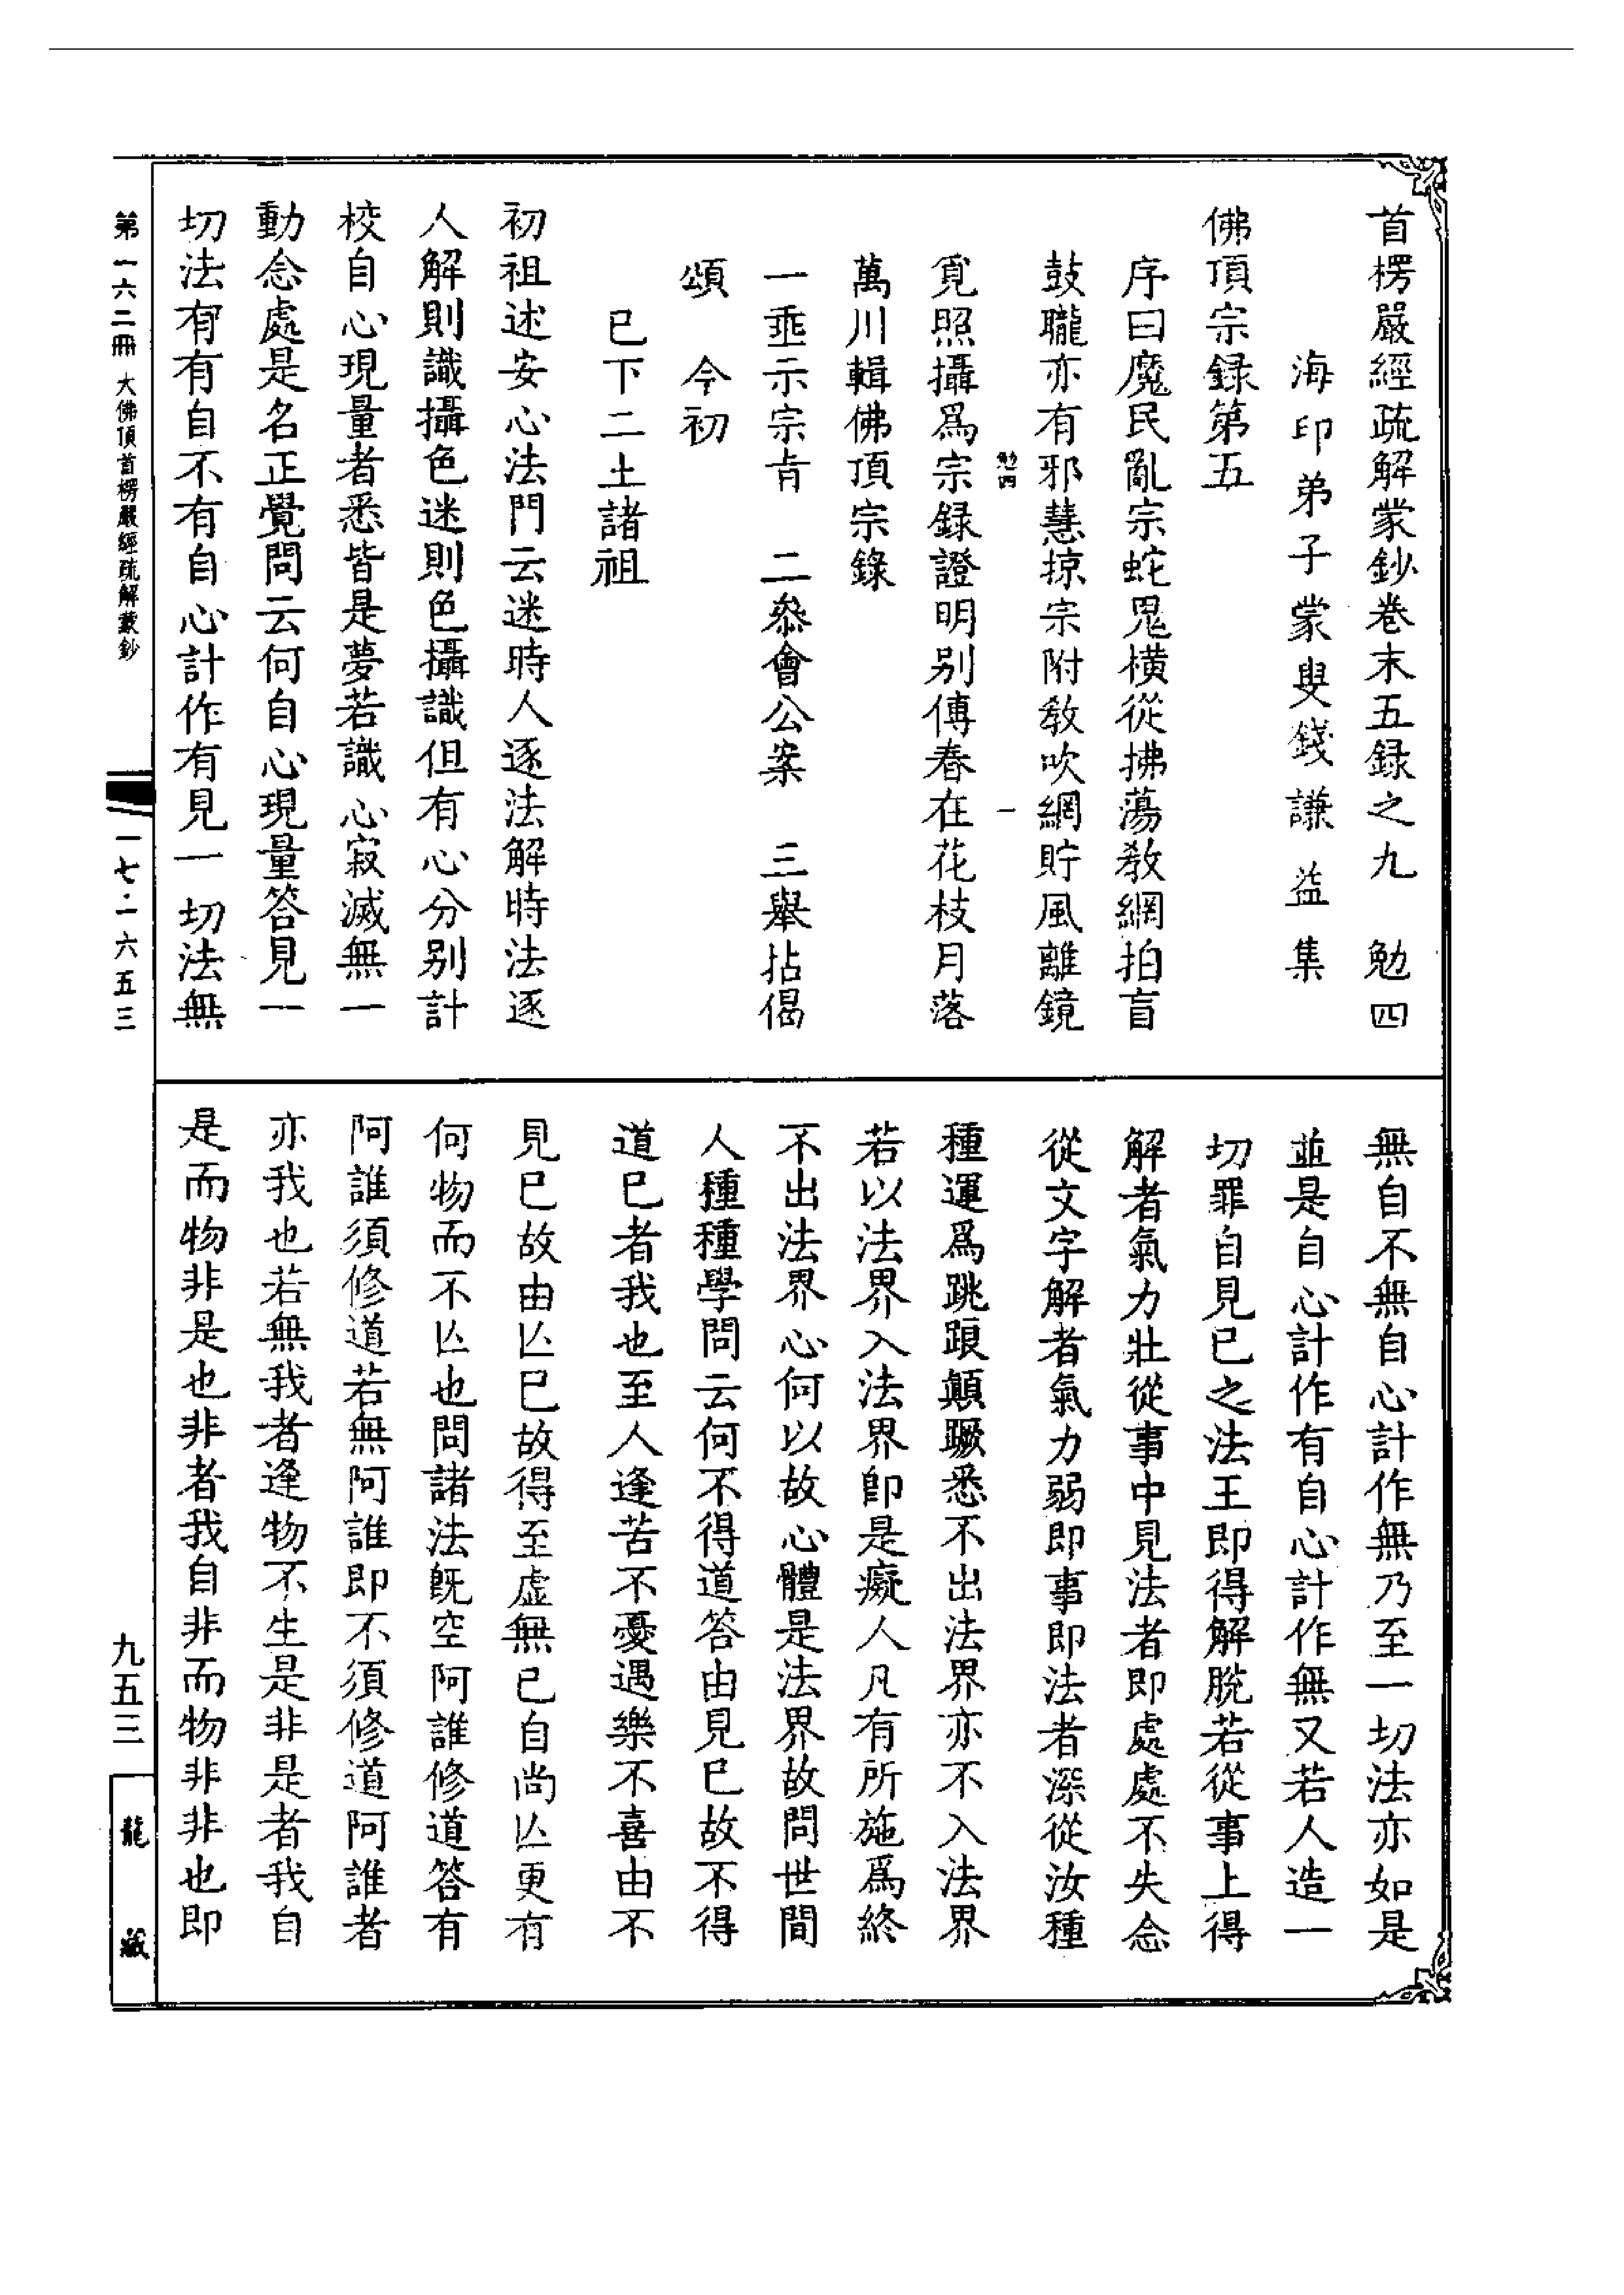 首楞嚴經疏解蒙鈔卷末五録之九　勉四
海印弟子蒙叟錢謙益集
佛頂宗録第五
序曰魔民亂宗蛇鬼橫從拂蕩教網拍盲
鼓朧亦有邪慧掠宗附教吹網貯風離鏡
勉四　一
覓照攝爲宗録證明别傳春在花枝月落
萬川輯佛頂宗錄
一垂示宗旨　二叅會公案　三舉拈偈
頌　今初
已下二土諸祖
初祖述安心法門云迷時人逐法解時法逐
人解則識攝色迷則色攝識但有心分别計
校自心現量者悉皆是夢若識心寂滅無一
動念處是名正覺問云何自心現量答見一
切法有有自不有自心計作有見一切法無
無自不無自心計作無乃至一切法亦如是
並是自心計作有自心計作無又若人造一
切罪自見已之法王即得解脫若從事上得
解者氣力壯從事中見法者即處處不失念
從文字解者氣力弱即事即法者深從汝種
種運爲跳踉顛蹶悉不出法界亦不入法界
若以法界入法界即是癡人凡有所施爲終
不出法界心何以故心體是法界故問世間
人種種學問云何不得道答由見已故不得
道已者我也至人逢苦不憂遇樂不喜由不
見已故由亾已故得至虛無已自尚亾更有
何物而不亾也問諸法既空阿誰修道答有
阿誰須修道若無阿誰即不須修道阿誰者
亦我也若無我者逢物不生是非是者我自
是而物非是也非者我自非而物非非也即
第一六二冊　大佛頂首楞嚴經疏解蒙鈔
一七·一六五三
九五三
龍藏